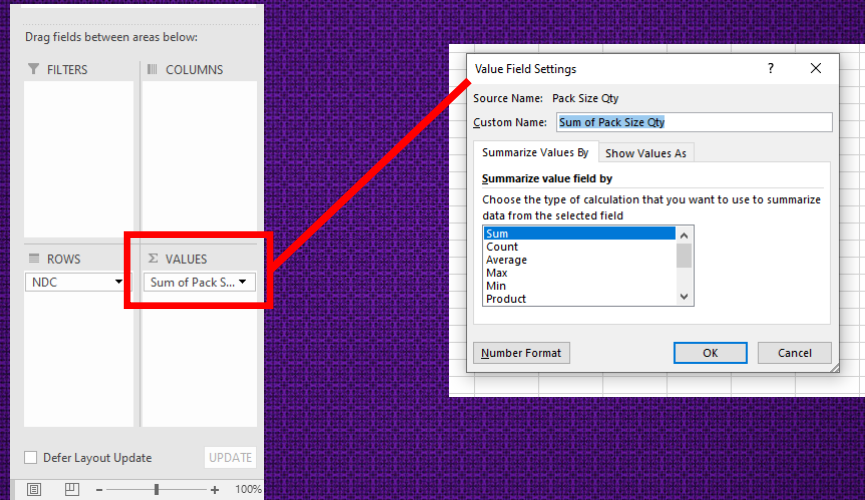 Drag fields between areas below:
FILTERS
COLUMNS
ROWS
Σ VALUES
NDC
Sum of Pack S...
Defer Layout Update
UPDATE
- + 100%
Value Field Settings
? X
Source Name: Pack Size Qty
Custom Name: Sum of Pack Size Qty
Summarize Values By
Show Values As
Summarize value field by
Choose the type of calculation that you want to use to summarize
data from the selected field
Sum
Count
Average
Max
Min
Product
Number Format
OK
Cancel